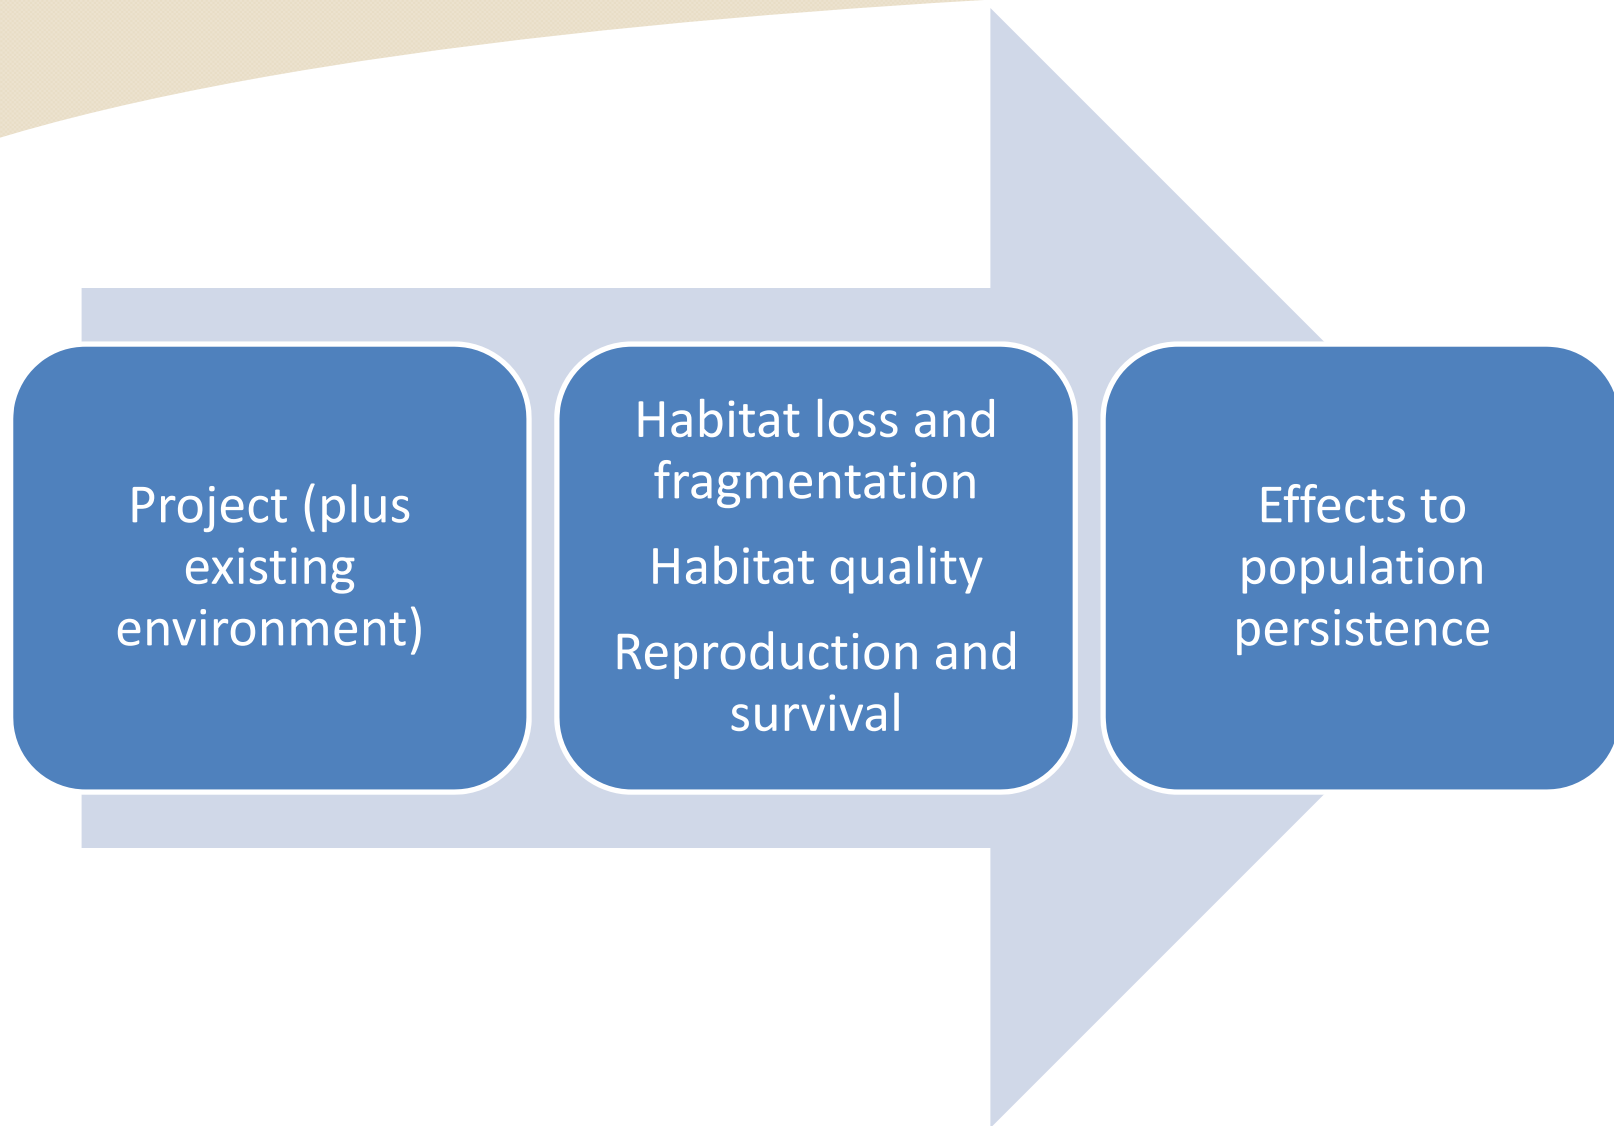 Project (plus
existing
environment)
Habitat loss and
fragmentation
Habitat quality
Reproduction and
survival
Effects to
population
persistence